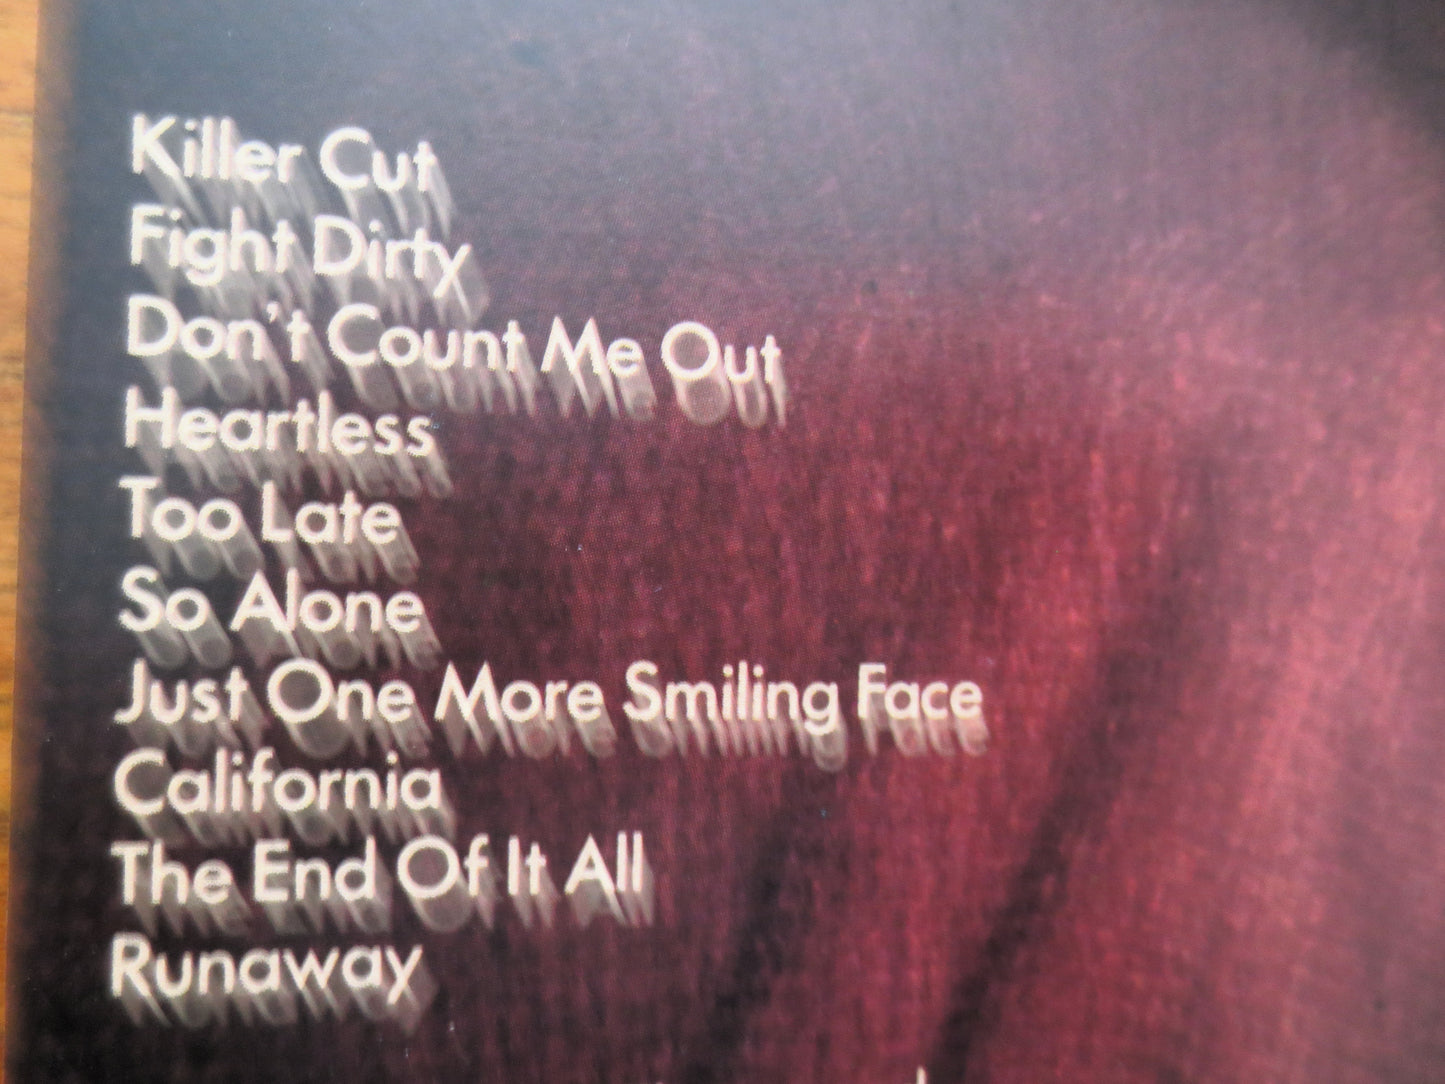 Killer Cut
Fight Dirty
Don't Count Me Out
Heartless
Too Late
So Alone
Just One More Smiling Face
California
The End Of It All
Runaway